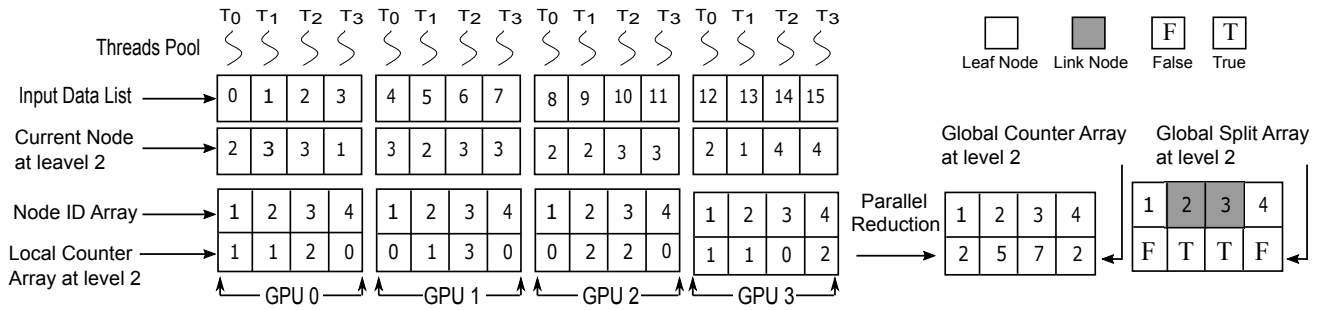 T0 T1 T2 T3 T0 T1 T2 T3 T0 T1 T2 T3 T0 T1 T2 T3
Threads Pool
Input Data List 0 1 2 3 4 5 6 7 8 9 10 11 12 13 14 15
Current Node
at leavel 2
2 3 3 1 3 2 3 3 2 2 3 3 2 1 4 4
Node ID Array 1 2 3 4 1 2 3 4 1 2 3 4 1 2 3 4
Local Counter
Array at level 2
1 1 2 0 0 1 3 0 0 2 2 0 1 1 0 2
GPU 0 GPU 1 GPU 2 GPU 3
Parallel
Reduction
Global Counter Array
at level 2
1 2 3 4
2 5 7 2
Global Split Array
at level 2
1 2 3 4
F T T F
F T
Leaf Node Link Node False True